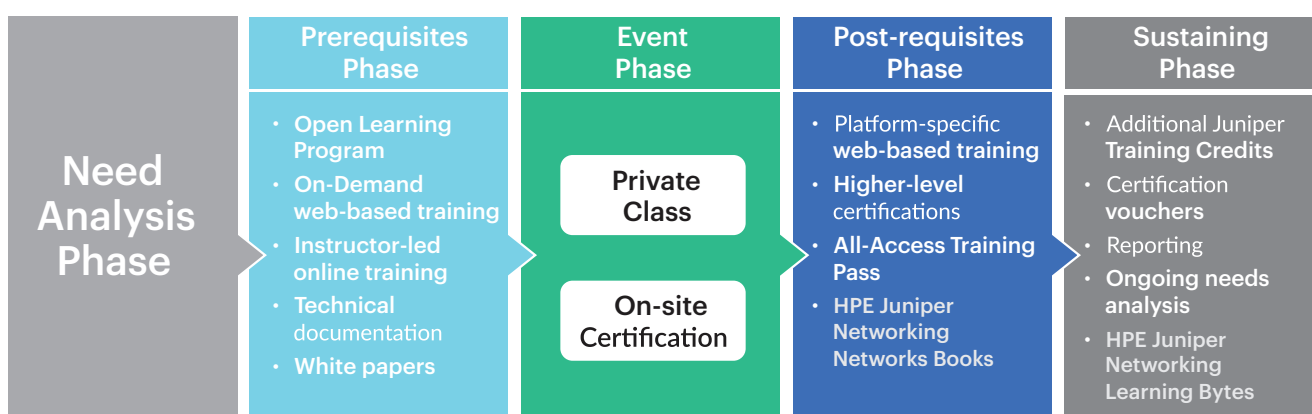 Need
Analysis
Phase
Prerequisites
Phase
• Open Learning
Program
• On-Demand
web-based training
• Instructor-led
online training
• Technical
documentation
• White papers
Event
Phase
Private
Class
On-site
Certification
Post-requisites
Phase
• Platform-specific
web-based training
• Higher-level
certifications
• All-Access Training
Pass
• HPE Juniper
Networking
Networks Books
Sustaining
Phase
• Additional Juniper
Training Credits
• Certification
vouchers
• Reporting
• Ongoing needs
analysis
• HPE Juniper
Networking
Learning Bytes